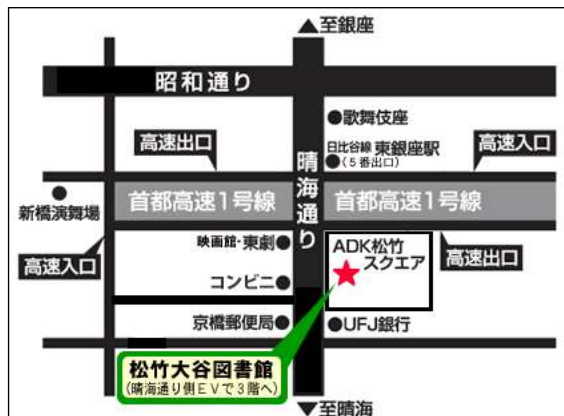 ▲至銀座
昭和通り
●歌舞伎座
日比谷線 東銀座駅
●(5番出口)
高速出口
高速入口
晴海通り
首都高速1号線
首都高速1号線
●
新橋演舞場
高速入口
映画館・東劇●
コンビニ●
京橋郵便局●
ADK松竹
スクエア
★
高速出口
●UFJ銀行
松竹大谷図書館
(晴海通り側EVで3階へ)
▼至晴海